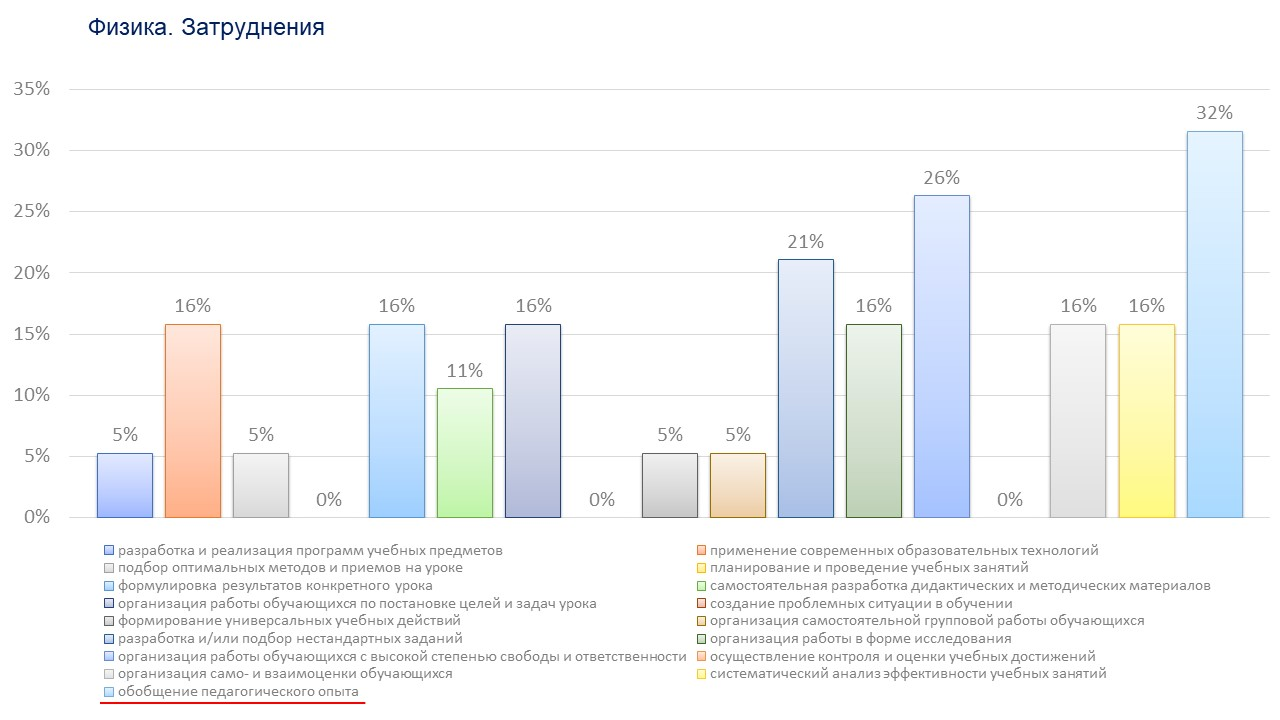 Физика. Затруднения
35%
30%
25%
20%
15%
10%
5%
0%
5%
16%
5%
0%
16%
11%
16%
0%
5%
5%
21%
16%
26%
0%
16%
16%
32%
разработка и реализация программ учебных предметов
применение современных образовательных технологий
подбор оптимальных методов и приемов на уроке
планирование и проведение учебных занятий
формулировка результатов конкретного урока
самостоятельная разработка дидактических и методических материалов
организация работы обучающихся по постановке целей и задач урока
создание проблемных ситуации в обучении
формирование универсальных учебных действий
организация самостоятельной групповой работы обучающихся
разработка и/или подбор нестандартных заданий
организация работы в форме исследования
организация работы обучающихся с высокой степенью свободы и ответственности
осуществление контроля и оценки учебных достижений
организация само- и взаимоценки обучающихся
систематический анализ эффективности учебных занятий
обобщение педагогического опыта